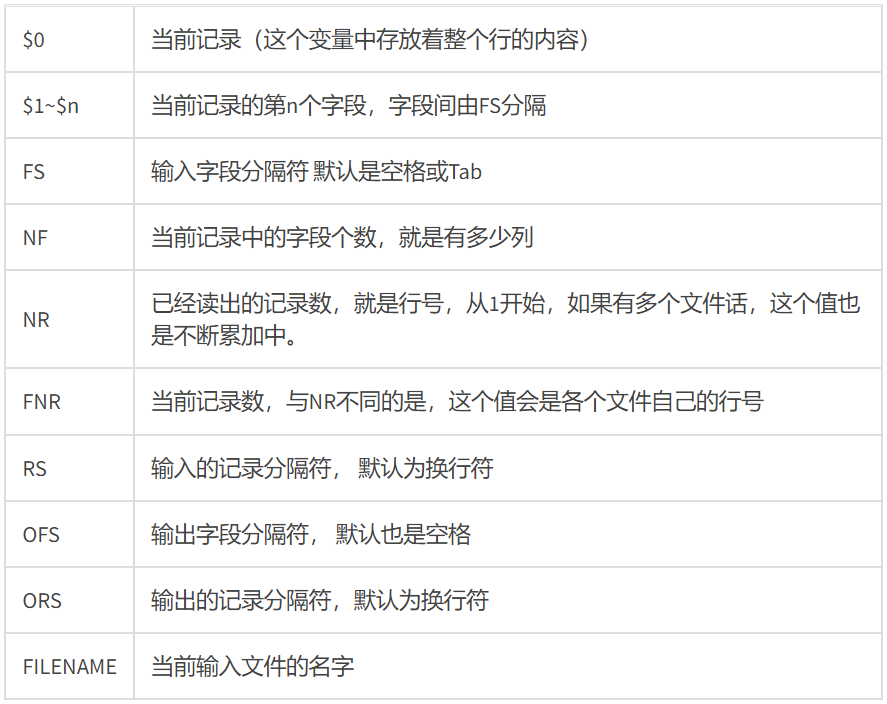 $0 当前记录（这个变量中存放着整个行的内容）
$1~$n 当前记录的第n个字段，字段间由FS分隔
FS 输入字段分隔符 默认是空格或Tab
NF 当前记录中的字段个数，就是有多少列
NR 已经读出的记录数，就是行号，从1开始，如果有多个文件话，这个值也
是不断累加中。
FNR 当前记录数，与NR不同的是，这个值会是各个文件自己的行号
RS 输入的记录分隔符， 默认为换行符
OFS 输出字段分隔符， 默认也是空格
ORS 输出的记录分隔符，默认为换行符
FILENAME 当前输入文件的名字